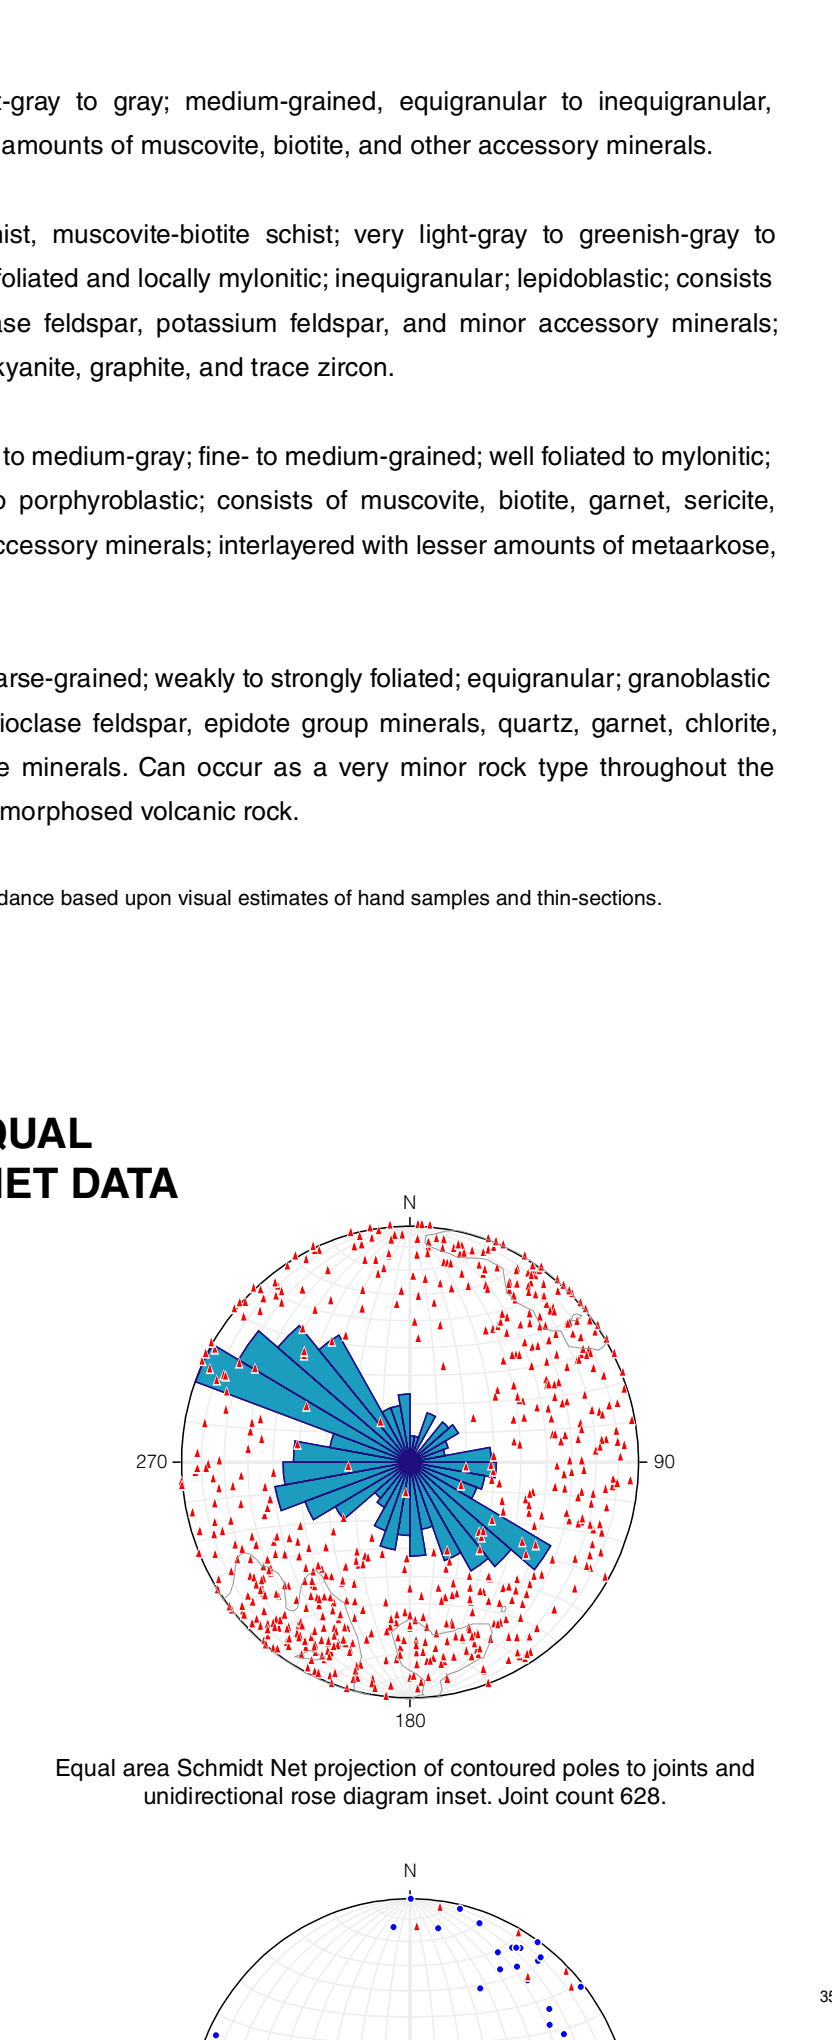 t-gray to gray; medium-grained, equigranular to inequigranular,
amounts of muscovite, biotite, and other accessory minerals.
nist, muscovite-biotite schist; very light-gray to greenish-gray to
foliated and locally mylonitic; inequigranular; lepidoblastic; consists
ase feldspar, potassium feldspar, and minor accessory minerals;
kyanite, graphite, and trace zircon.
to medium-gray; fine- to medium-grained; well foliated to mylonitic;
o porphyroblastic; consists of muscovite, biotite, garnet, sericite,
ccessory minerals; interlayered with lesser amounts of metaarkose,
arse-grained; weakly to strongly foliated; equigranular; granoblastic
ioclase feldspar, epidote group minerals, quartz, garnet, chlorite,
e minerals. Can occur as a very minor rock type throughout the
morphosed volcanic rock.
dance based upon visual estimates of hand samples and thin-sections.
QUAL
NET DATA
N
270
90
180
Equal area Schmidt Net projection of contoured poles to joints and
unidirectional rose diagram inset. Joint count 628.
N
35